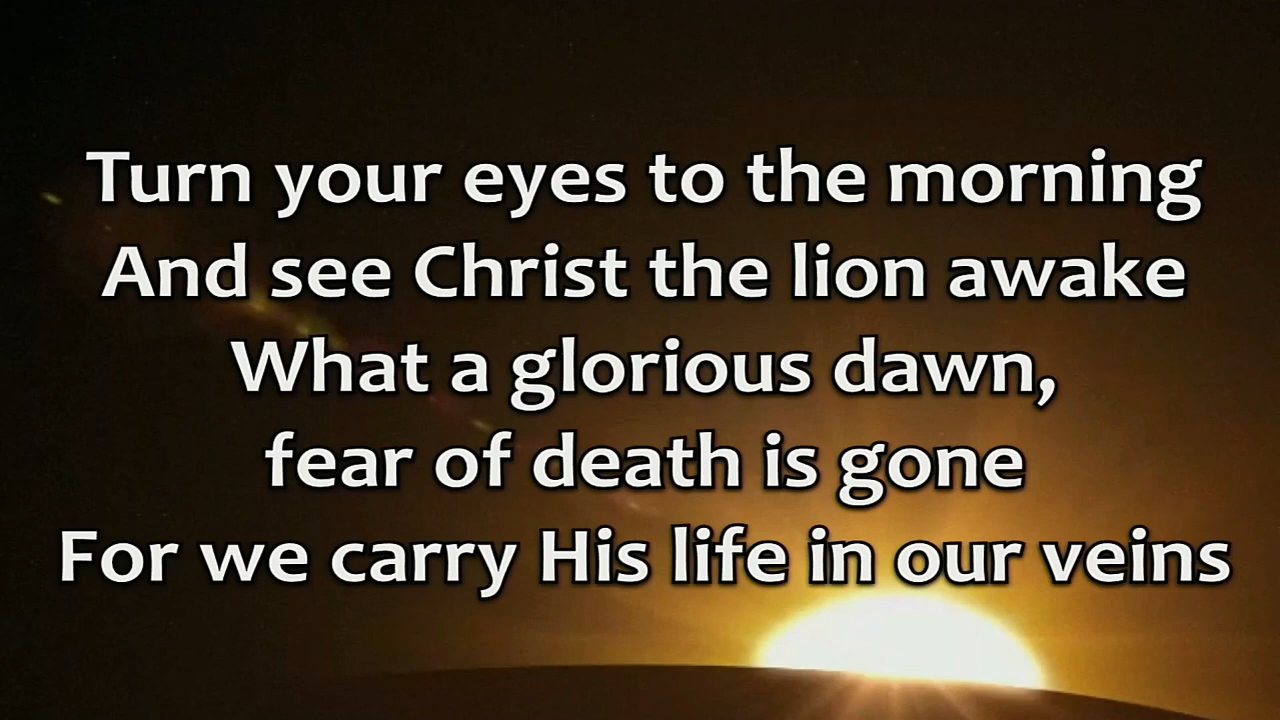 Turn your eyes to the morning
And see Christ the lion awake
What a glorious dawn,
fear of death is gone
For we carry His life in our veins